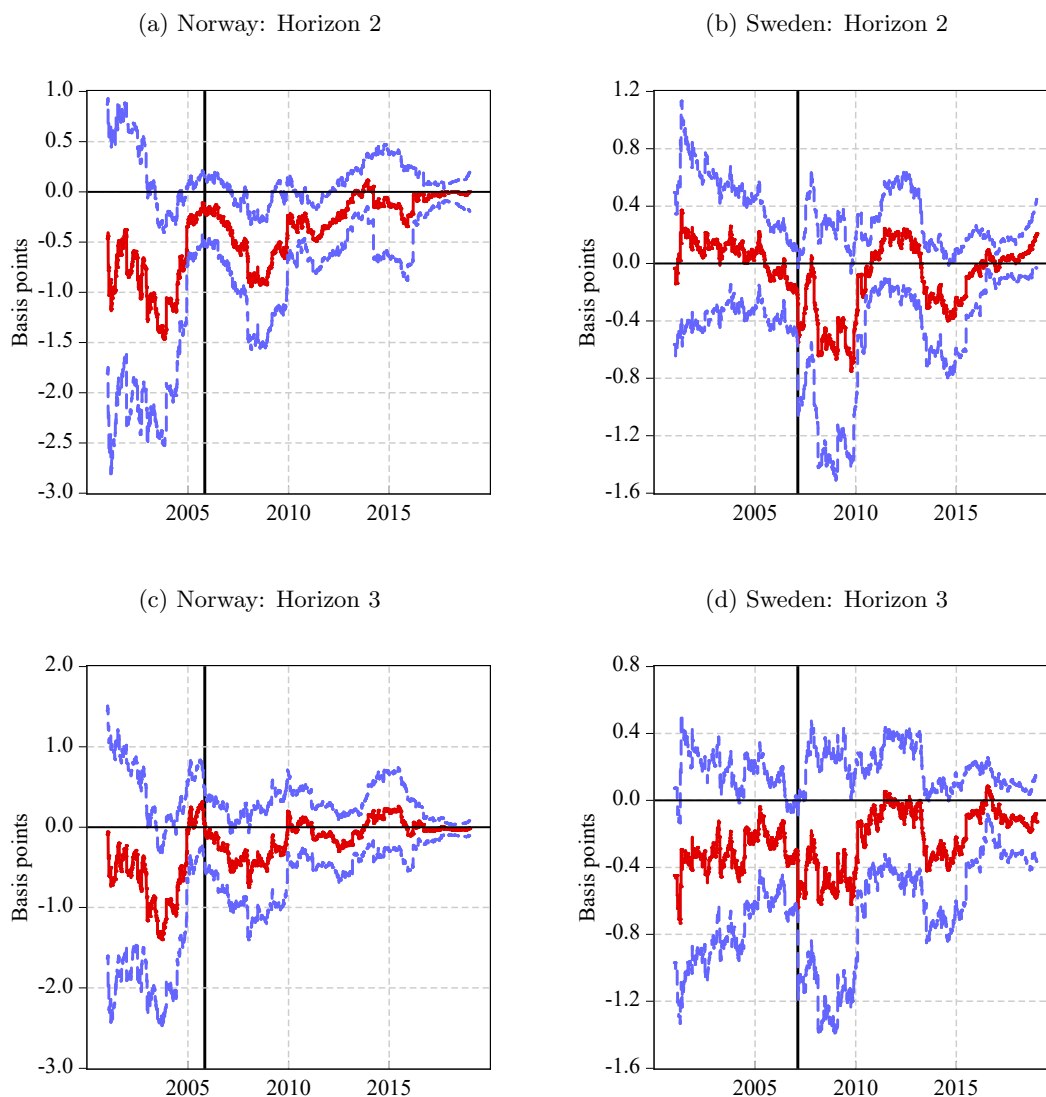 (a) Norway: Horizon 2
1.0
0.5
0.0
-0.5
-1.0
-1.5
-2.0
-2.5
-3.0
Basis points
2005 2010 2015
(b) Sweden: Horizon 2
1.2
0.8
0.4
0.0
-0.4
-0.8
-1.2
-1.6
Basis points
2005 2010 2015
(c) Norway: Horizon 3
2.0
1.0
0.0
-1.0
-2.0
-3.0
Basis points
2005 2010 2015
(d) Sweden: Horizon 3
0.8
0.4
0.0
-0.4
-0.8
-1.2
-1.6
Basis points
2005 2010 2015